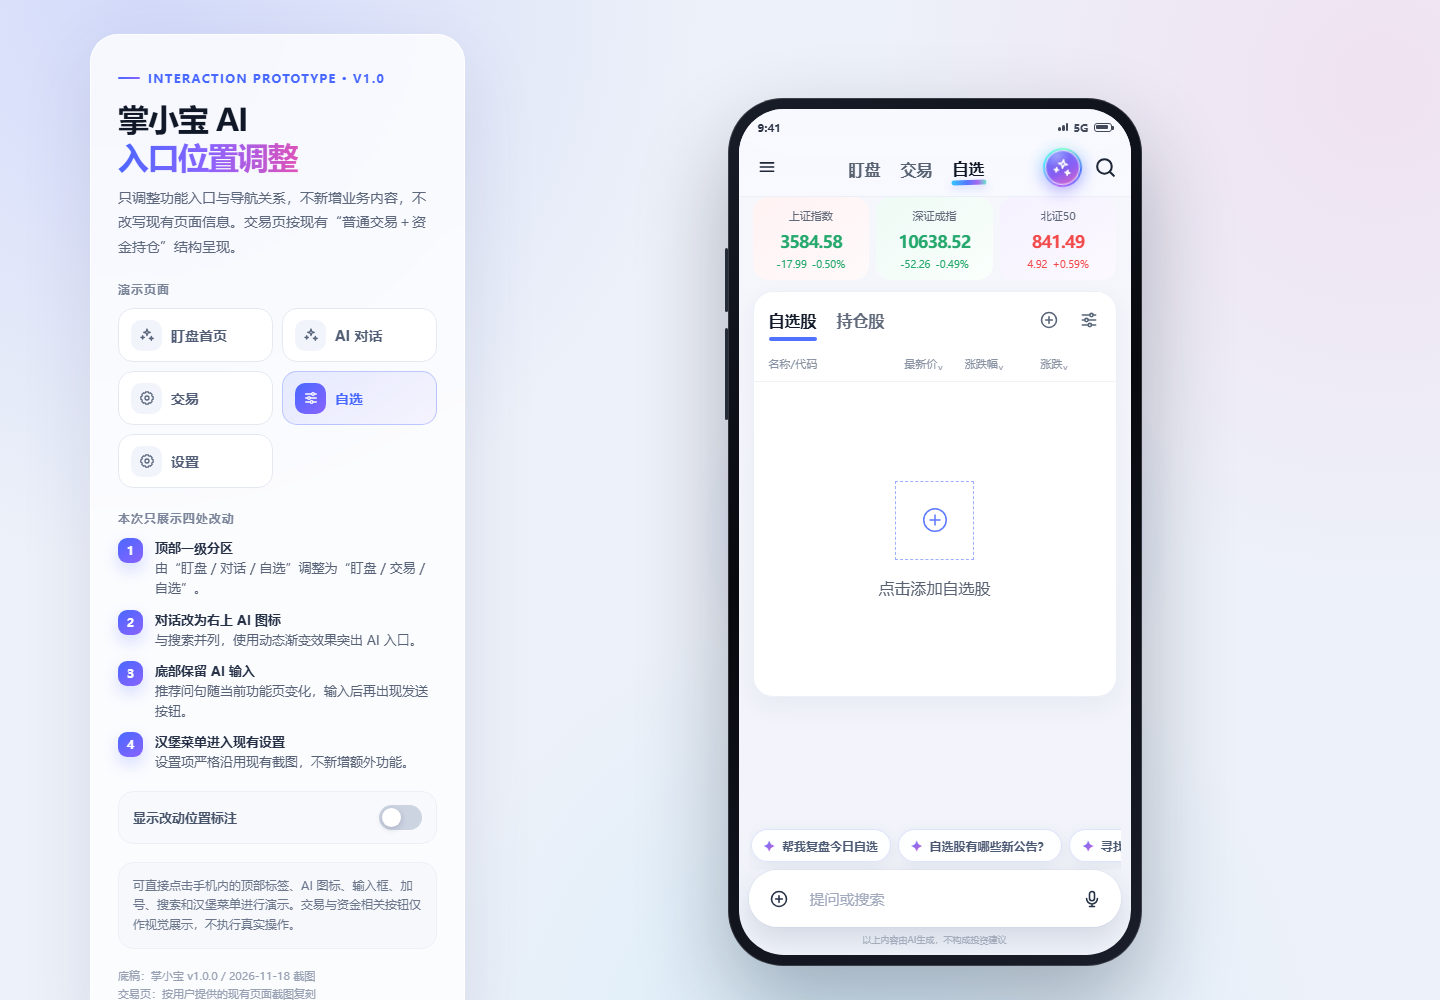 INTERACTION PROTOTYPE • V1.0
掌小宝 AI
入口位置调整
只调整功能入口与导航关系，不新增业务内容，不
改写现有页面信息。交易页按现有“普通交易 + 资
金持仓”结构呈现。
演示页面
盯盘首页
AI 对话
交易
自选
设置
本次只展示四处改动
1
顶部一级分区
由“盯盘 / 对话 / 自选”调整为“盯盘 / 交易 /
自选”。
2
对话改为右上 AI 图标
与搜索并列，使用动态渐变效果突出 AI 入口。
3
底部保留 AI 输入
推荐问句随当前功能页变化，输入后再出现发送
按钮。
4
汉堡菜单进入现有设置
设置项严格沿用现有截图，不新增额外功能。
显示改动位置标注
可直接点击手机内的顶部标签、AI 图标、输入框、加
号、搜索和汉堡菜单进行演示。交易与资金相关按钮仅
作视觉展示，不执行真实操作。
底稿：掌小宝 v1.0.0 / 2026-11-18 截图
交易页：按用户提供的现有页面截图复刻
9:41
5G
盯盘 交易 自选
上证指数
3584.58
-17.99 -0.50%
深证成指
10638.52
-52.26 -0.49%
北证50
841.49
4.92 +0.59%
自选股 持仓股
名称/代码 最新价 涨跌幅 涨跌
点击添加自选股
帮我复盘今日自选
自选股有哪些新公告？
寻找
提问或搜索
以上内容由AI生成，不构成投资建议